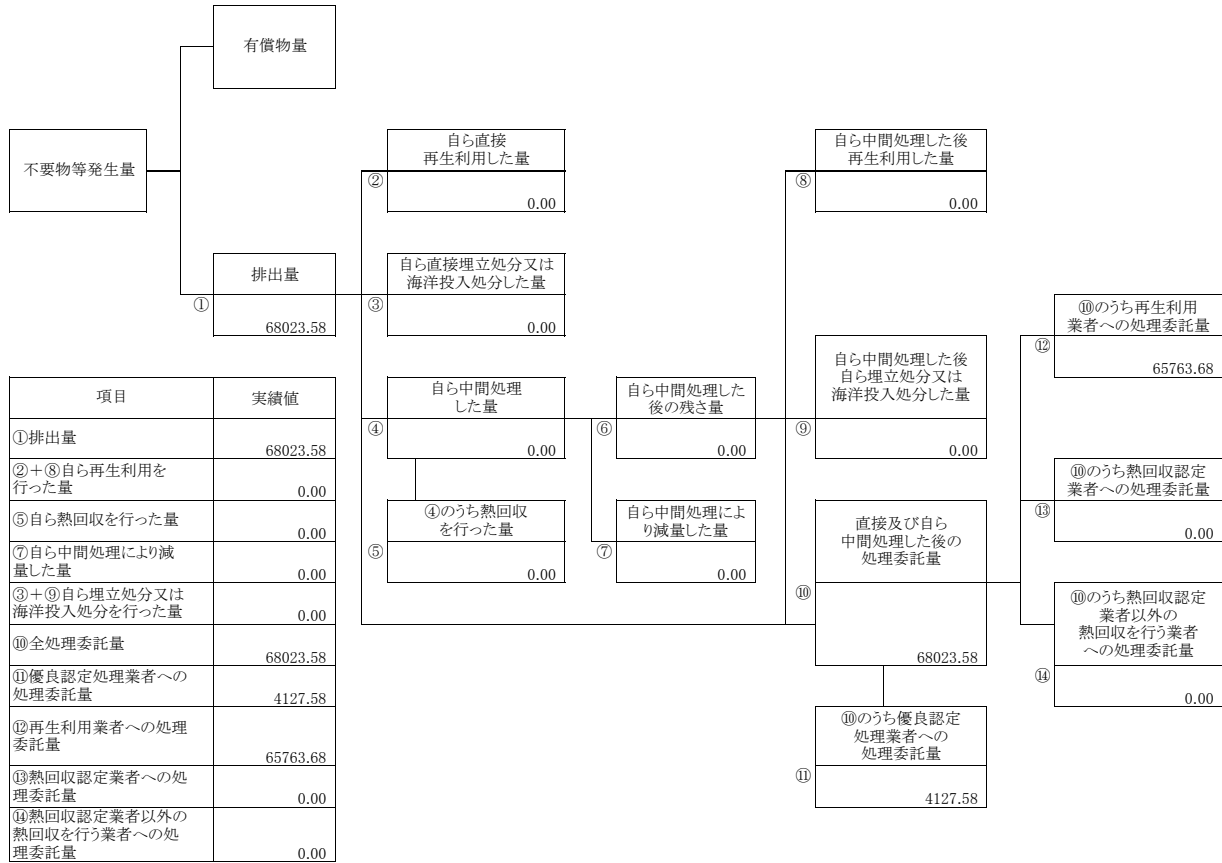 有償物量
不要物等発生量
排出量
①
68023.58
自ら直接
再生利用した量
②
0.00
自ら直接埋立処分又は
海洋投入処分した量
③
0.00
自ら中間処理
した量
④
0.00
④のうち熱回収
を行った量
⑤
0.00
自ら中間処理した
後の残さ量
⑥
0.00
自ら中間処理によ
り減量した量
⑦
0.00
自ら中間処理した後
再生利用した量
⑧
0.00
自ら中間処理した後
自ら埋立処分又は
海洋投入処分した量
⑨
0.00
直接及び自ら
中間処理した後の
処理委託量
⑩
68023.58
⑩のうち優良認定
処理業者への
処理委託量
⑪
4127.58
⑩のうち再生利用
業者への処理委託量
⑫
65763.68
⑩のうち熱回収認定
業者への処理委託量
⑬
0.00
⑩のうち熱回収認定
業者以外の
熱回収を行う業者
への処理委託量
⑭
0.00
項目 実績値
①排出量
68023.58
②+⑧自ら再生利用を
行った量
0.00
⑤自ら熱回収を行った量
0.00
⑦自ら中間処理により減
量した量
0.00
③+⑨自ら埋立処分又は
海洋投入処分を行った量
0.00
⑩全処理委託量
68023.58
⑪優良認定処理業者への
処理委託量
4127.58
⑫再生利用業者への処理
委託量
65763.68
⑬熱回収認定業者への処
理委託量
0.00
⑭熱回収認定業者以外の
熱回収を行う業者への処
理委託量
0.00